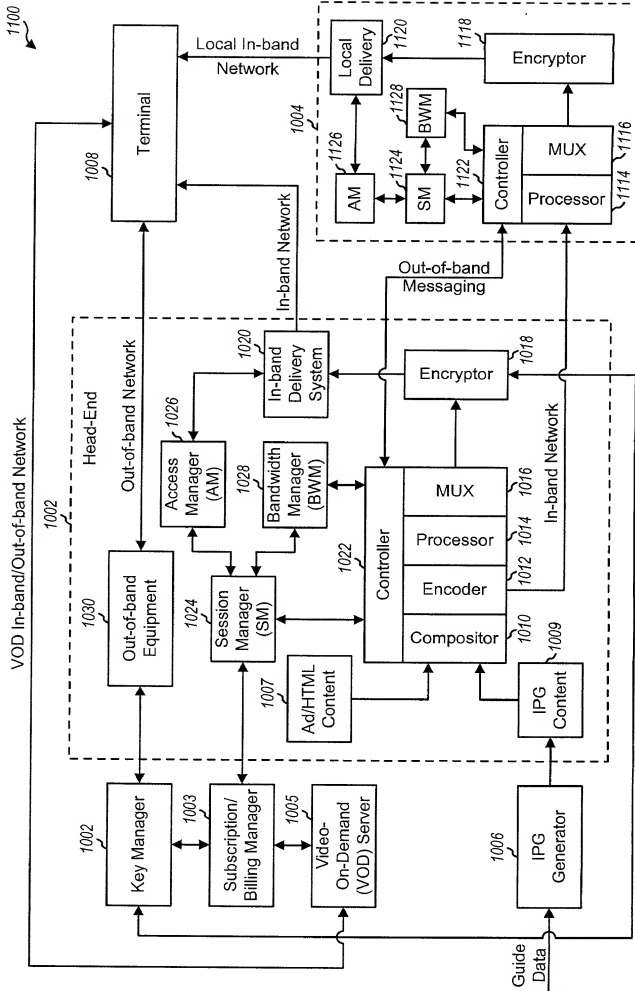 1100
VOD In-band/Out-of-band Network
Terminal
1008
Local In-band
Network
Local
Delivery
1120
Encryptor
1118
1004
AM
1126
SM
1124
BWM
1128
Controller
1122
MUX
1116
Processor
1114
Out-of-band
Messaging
In-band Network
Out-of-band Network
Head-End
1002
Out-of-band
Equipment
1030
Access
Manager
(AM)
1026
In-band
Delivery
System
1020
Session
Manager
(SM)
1024
Bandwidth
Manager
(BWM)
1028
Encryptor
1018
Controller
1022
MUX
1016
Processor
1014
Encoder
1012
Compositor
1010
In-band Network
Ad/HTML
Content
1007
IPG
Content
1009
Key Manager
1002
Subscription/
Billing Manager
1003
Video-
On-Demand
(VOD) Server
1005
IPG
Generator
1006
Guide
Data